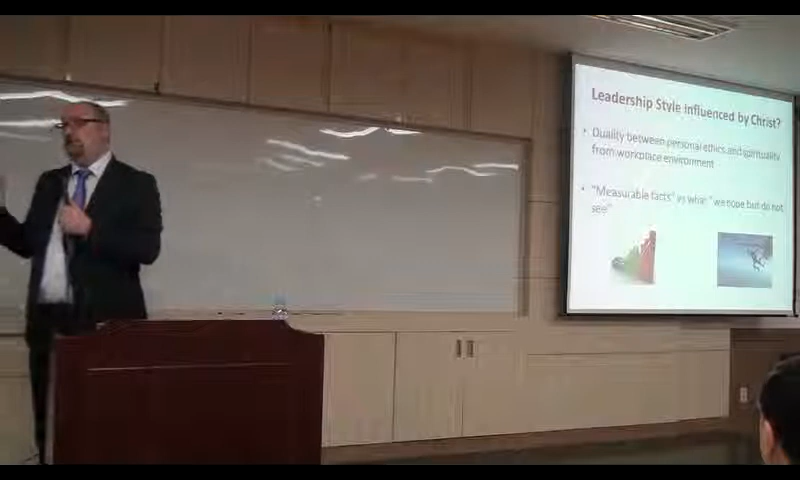 Leadership Style Influenced by Christ?
• Duality between personal ethics and spirituality
from workplace environment
• "Measurable facts" vs what "we hope but do not
see"